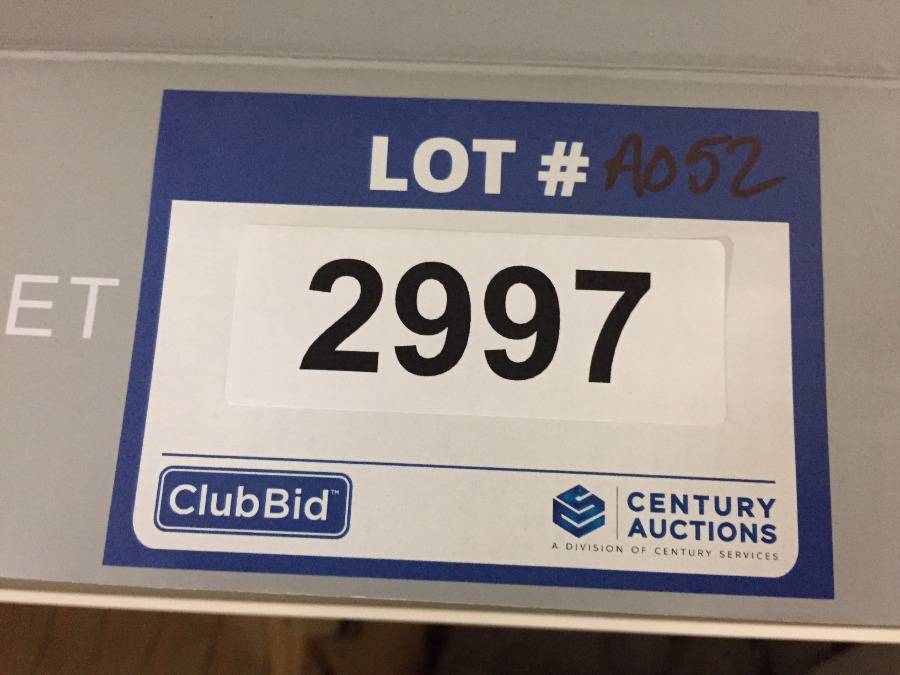 LOT # A052
2997
ET
ClubBid™
CENTURY
AUCTIONS
A DIVISION OF CENTURY SERVICES